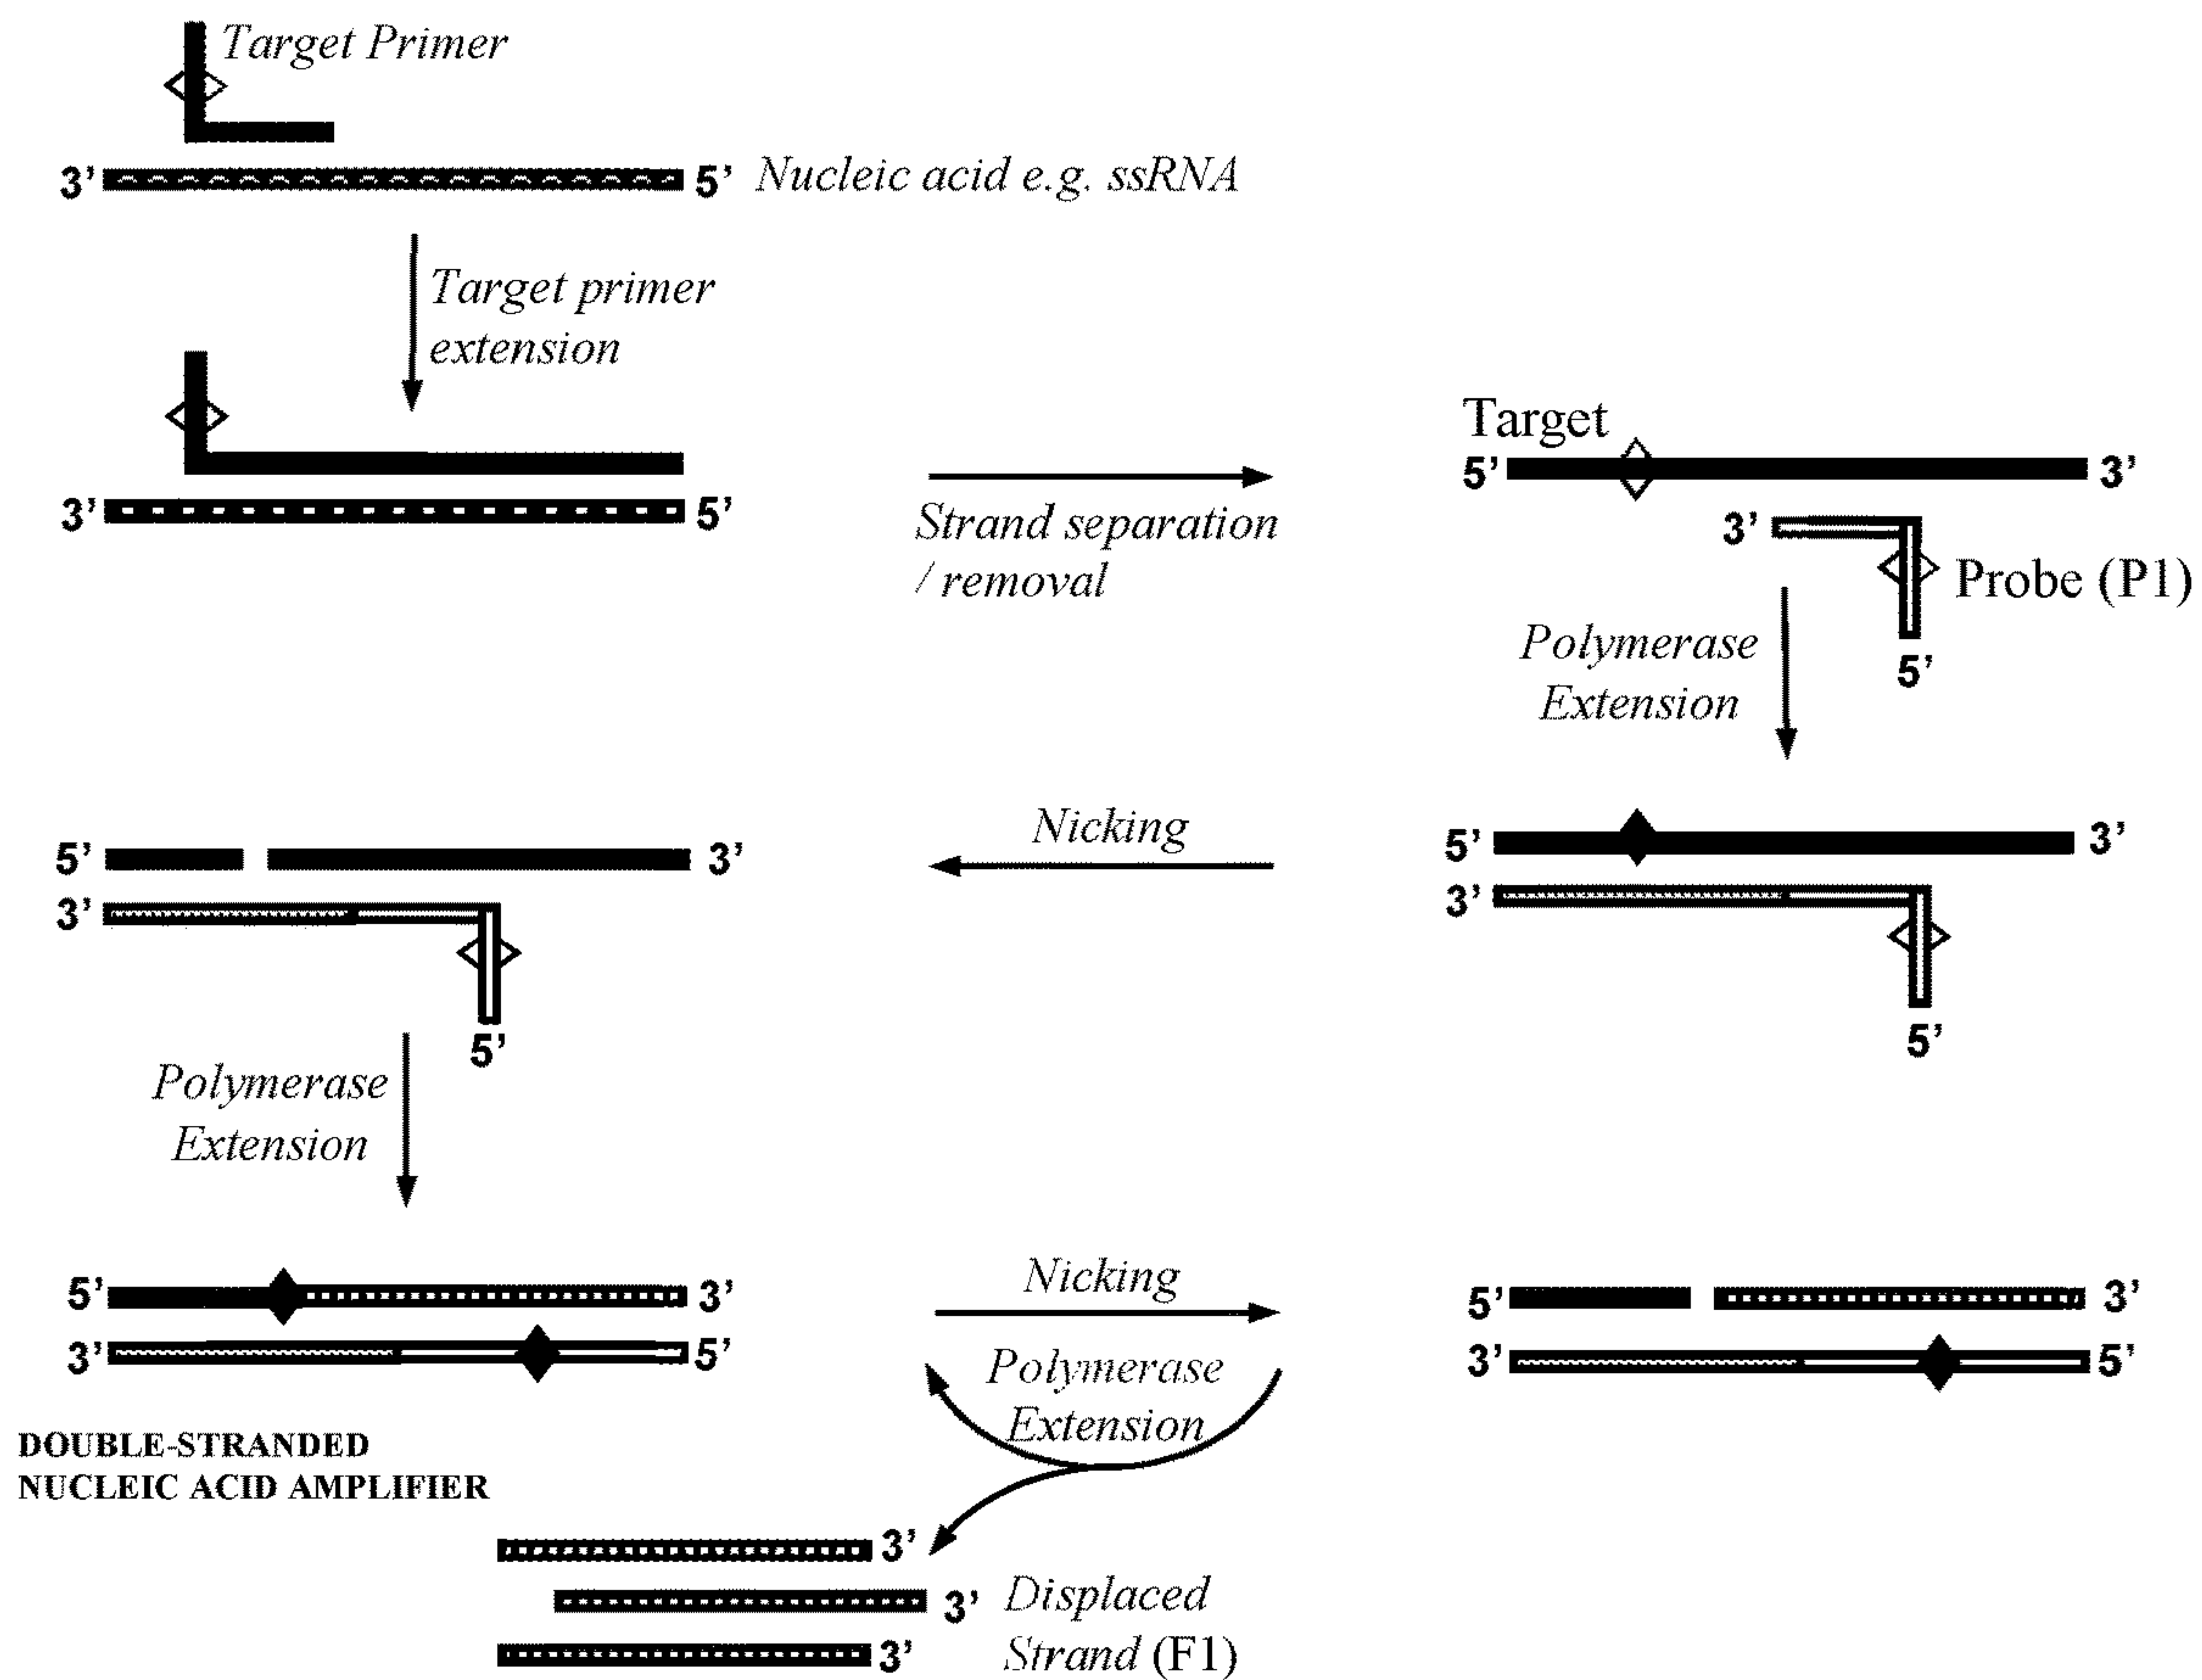 Target Primer
3’ 5’ Nucleic acid e.g. ssRNA
Target primer
extension
3’ 5’
Strand separation
/ removal
Target
5’ 3’
3’
Probe (P1)
5’
Polymerase
Extension
5’ 3’
3’
5’
Nicking
5’ 3’
3’
5’
Polymerase
Extension
5’ 3’
3’ 5’
DOUBLE-STRANDED
NUCLEIC ACID AMPLIFIER
Nicking
Polymerase
Extension
5’ 3’
3’ 5’
3’
3’
3’
Displaced
Strand (F1)